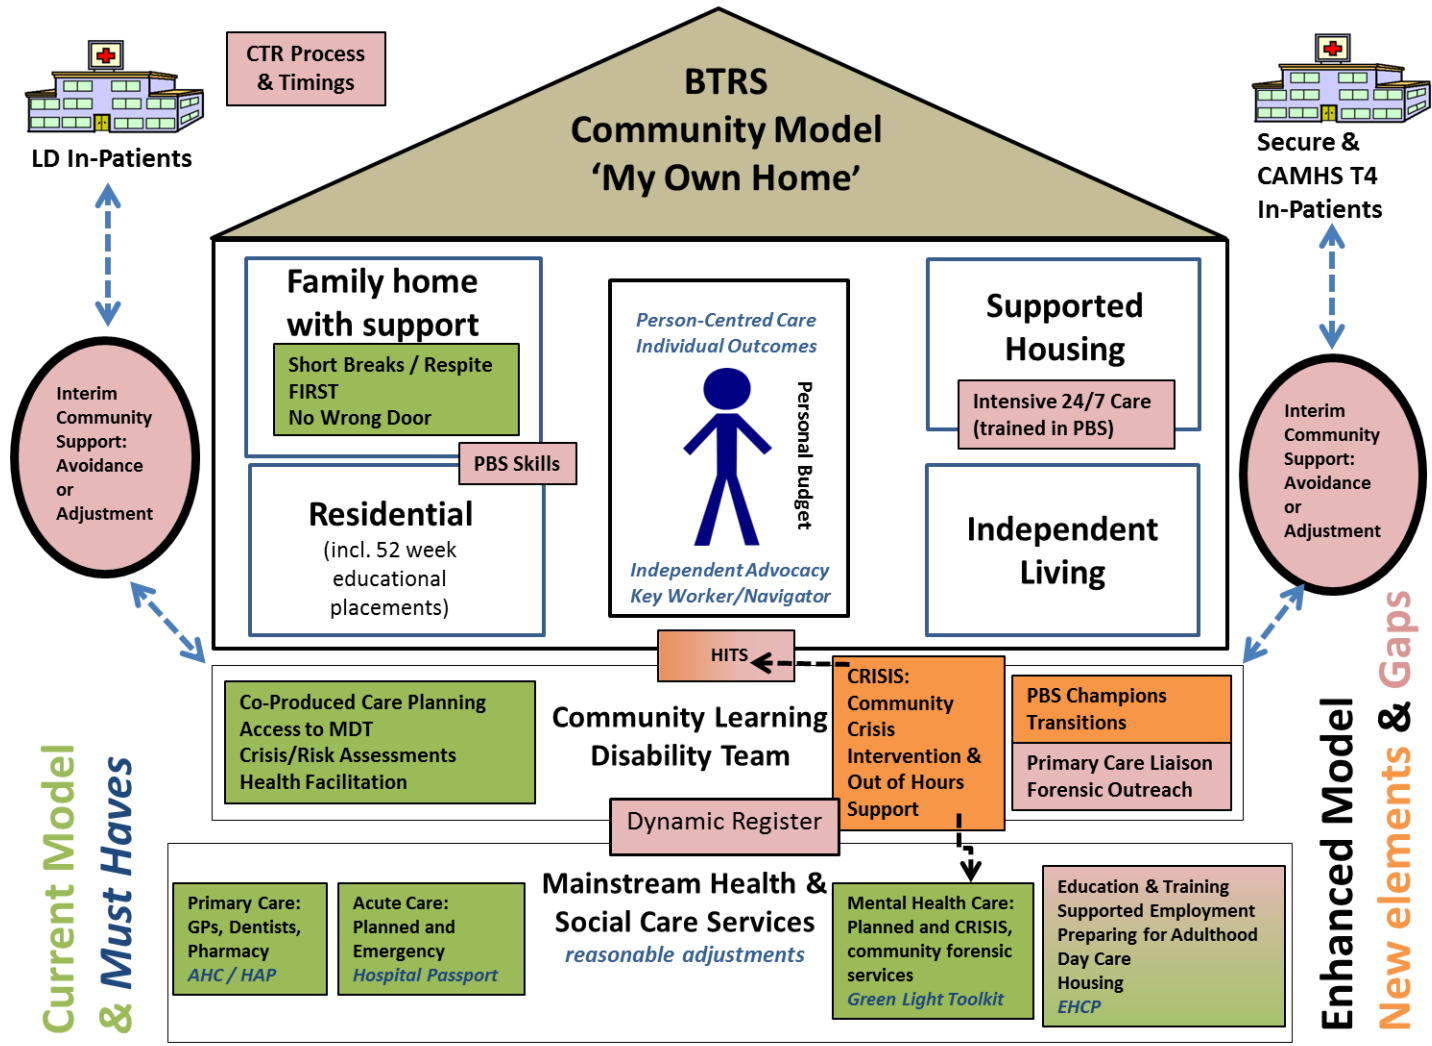 CTR Process
& Timings
LD In-Patients
BTRS
Community Model
‘My Own Home’
Secure &
CAMHS T4
In-Patients
Interim
Community
Support:
Avoidance
or
Adjustment
Family home
with support
Short Breaks / Respite
FIRST
No Wrong Door
PBS Skills
Residential
(incl. 52 week
educational
placements)
Person-Centred Care
Individual Outcomes
Personal Budget
Independent Advocacy
Key Worker/Navigator
Supported
Housing
Intensive 24/7 Care
(trained in PBS)
Independent
Living
Interim
Community
Support:
Avoidance
or
Adjustment
HITS
Co-Produced Care Planning
Access to MDT
Crisis/Risk Assessments
Health Facilitation
Community Learning
Disability Team
CRISIS:
Community
Crisis
Intervention &
Out of Hours
Support
PBS Champions
Transitions
Primary Care Liaison
Forensic Outreach
Dynamic Register
Primary Care:
GPs, Dentists,
Pharmacy
AHC / HAP
Acute Care:
Planned and
Emergency
Hospital Passport
Mainstream Health &
Social Care Services
reasonable adjustments
Mental Health Care:
Planned and CRISIS,
community forensic
services
Green Light Toolkit
Education & Training
Supported Employment
Preparing for Adulthood
Day Care
Housing
EHCP
Current Model
& Must Haves
Enhanced Model
New elements & Gaps